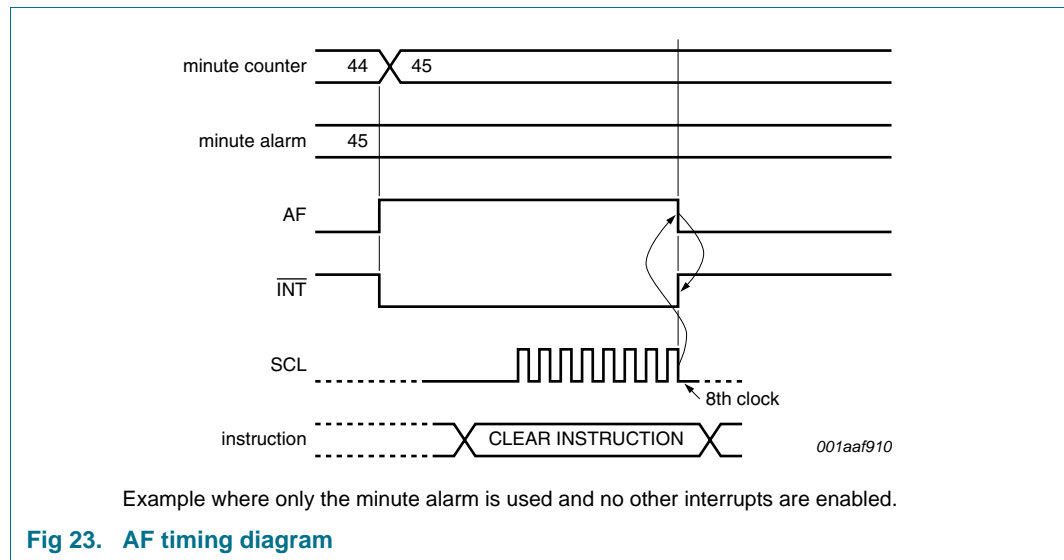 minute counter 44 45
minute alarm 45
AF
INT
SCL
8th clock
instruction CLEAR INSTRUCTION
001aaf910
Example where only the minute alarm is used and no other interrupts are enabled.
Fig 23. AF timing diagram